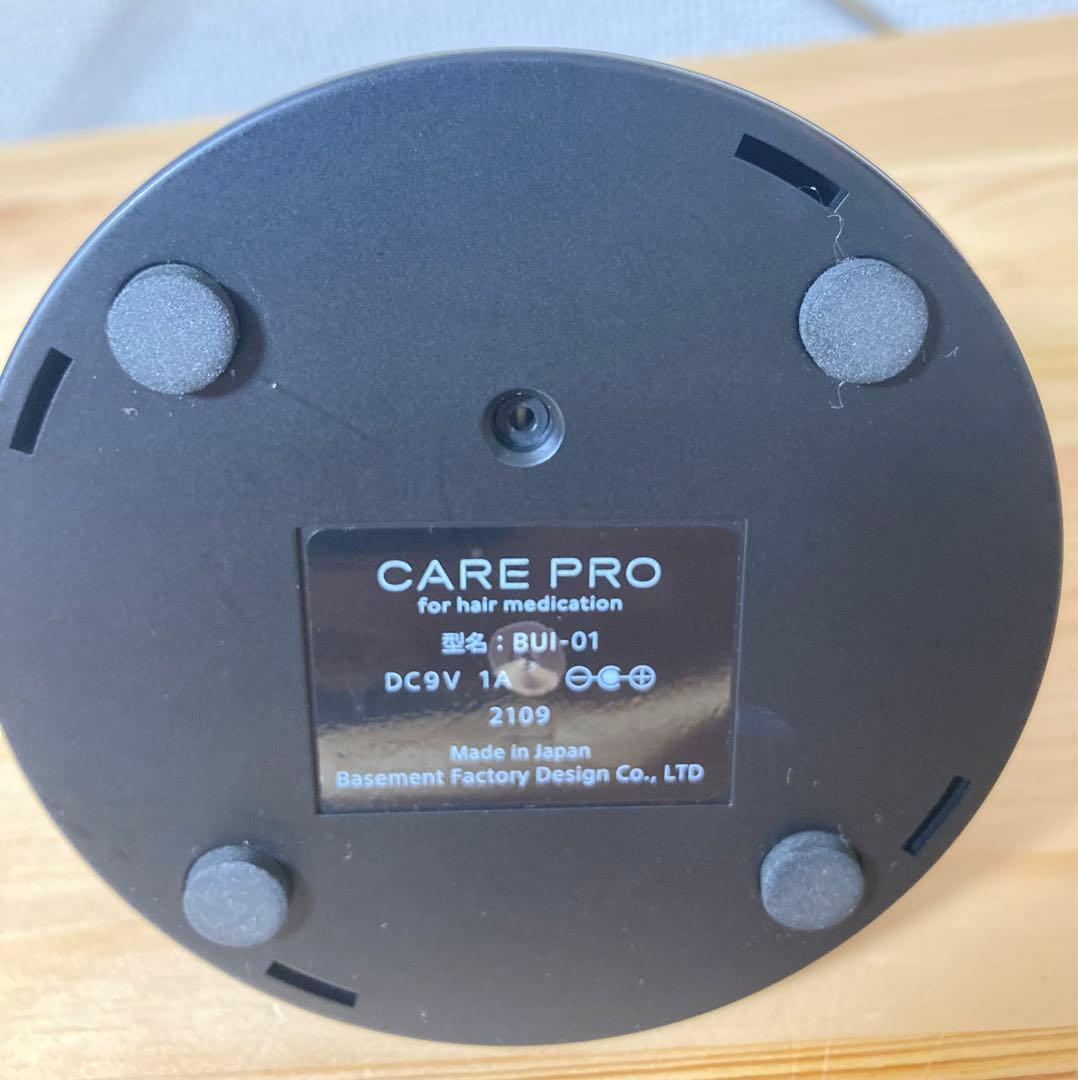 CARE PRO
for hair medication
型名：BUI-01
DC9V 1A
2109
Made in Japan
Basement Factory Design Co., LTD